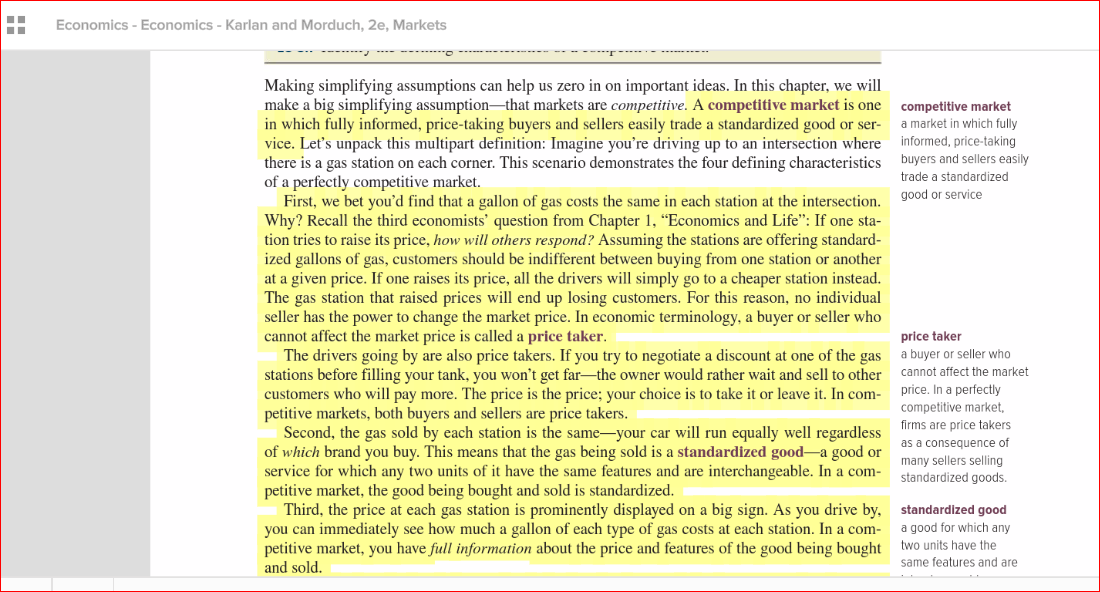 Economics - Economics - Karlan and Morduch, 2e, Markets
Making simplifying assumptions can help us zero in on important ideas. In this chapter, we will
make a big simplifying assumption—that markets are competitive. A competitive market is one
in which fully informed, price-taking buyers and sellers easily trade a standardized good or ser-
vice. Let's unpack this multipart definition: Imagine you're driving up to an intersection where
there is a gas station on each corner. This scenario demonstrates the four defining characteristics
of a perfectly competitive market.
First, we bet you'd find that a gallon of gas costs the same in each station at the intersection.
Why? Recall the third economists' question from Chapter 1, “Economics and Life”: If one sta-
tion tries to raise its price, how will others respond? Assuming the stations are offering standard-
ized gallons of gas, customers should be indifferent between buying from one station or another
at a given price. If one raises its price, all the drivers will simply go to a cheaper station instead.
The gas station that raised prices will end up losing customers. For this reason, no individual
seller has the power to change the market price. In economic terminology, a buyer or seller who
cannot affect the market price is called a price taker.
The drivers going by are also price takers. If you try to negotiate a discount at one of the gas
stations before filling your tank, you won't get far—the owner would rather wait and sell to other
customers who will pay more. The price is the price; your choice is to take it or leave it. In com-
petitive markets, both buyers and sellers are price takers.
Second, the gas sold by each station is the same—your car will run equally well regardless
of which brand you buy. This means that the gas being sold is a standardized good—a good or
service for which any two units of it have the same features and are interchangeable. In a com-
petitive market, the good being bought and sold is standardized.
Third, the price at each gas station is prominently displayed on a big sign. As you drive by,
you can immediately see how much a gallon of each type of gas costs at each station. In a com-
petitive market, you have full information about the price and features of the good being bought
and sold.
competitive market
a market in which fully
informed, price-taking
buyers and sellers easily
trade a standardized
good or service
price taker
a buyer or seller who
cannot affect the market
price. In a perfectly
competitive market,
firms are price takers
as a consequence of
many sellers selling
standardized goods.
standardized good
a good for which any
two units have the
same features and are